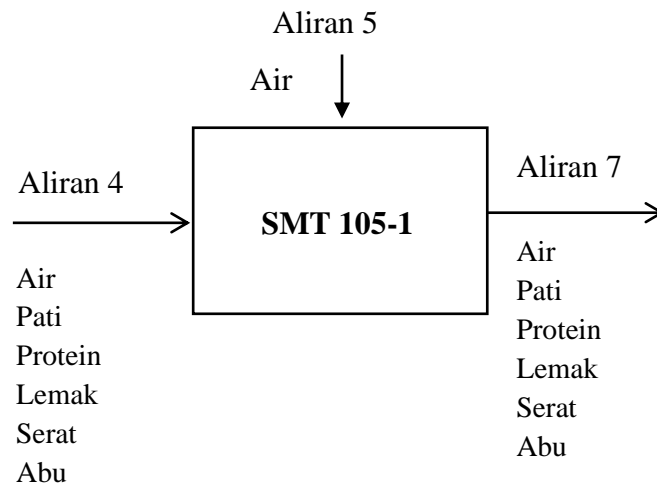 Aliran 5
Air
Aliran 4
SMT 105-1
Aliran 7
Air
Pati
Protein
Lemak
Serat
Abu
Air
Pati
Protein
Lemak
Serat
Abu